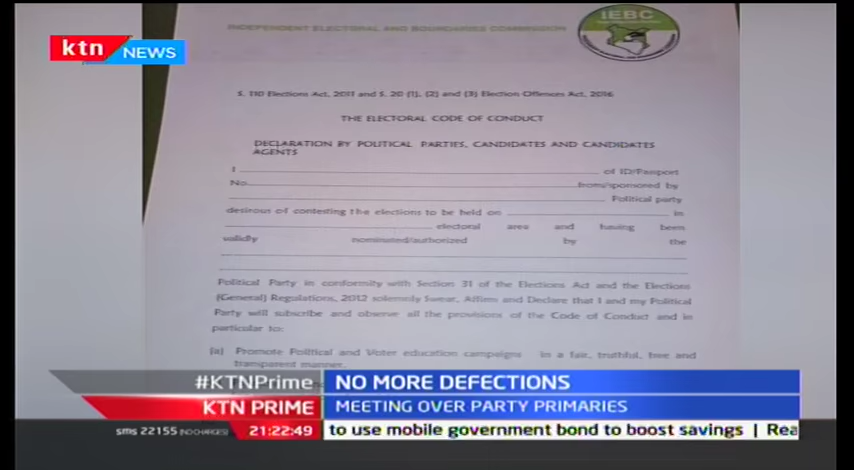 INDEPENDENT ELECTORAL AND BOUNDARIES COMMISSION
IEBC
ktn NEWS
S. 110 Elections Act, 2011 and S. 20 (1), (2) and (3) Election Offences Act, 2016
THE ELECTORAL CODE OF CONDUCT
DECLARATION BY POLITICAL PARTIES, CANDIDATES AND CANDIDATES
AGENTS
I of ID/Passport
No. from/sponsored by
Political party
desirous of contesting the elections to be held on in
electoral area and having been
validly nominated/authorized by the
Political Party in conformity with Section 31 of the Elections Act and the Elections
(General) Regulations, 2012 solemnly Swear, Affirm and Declare that I and my Political
Party will subscribe and observe all the provisions of the Code of Conduct and in
particular to:
(a) Promote Political and Voter education campaigns in a fair, truthful, free and
transparent manner.
#KTNPrime NO MORE DEFECTIONS
KTN PRIME MEETING OVER PARTY PRIMARIES
sms 22155 (NO CHARGES) 21:22:49 to use mobile government bond to boost savings | Rea